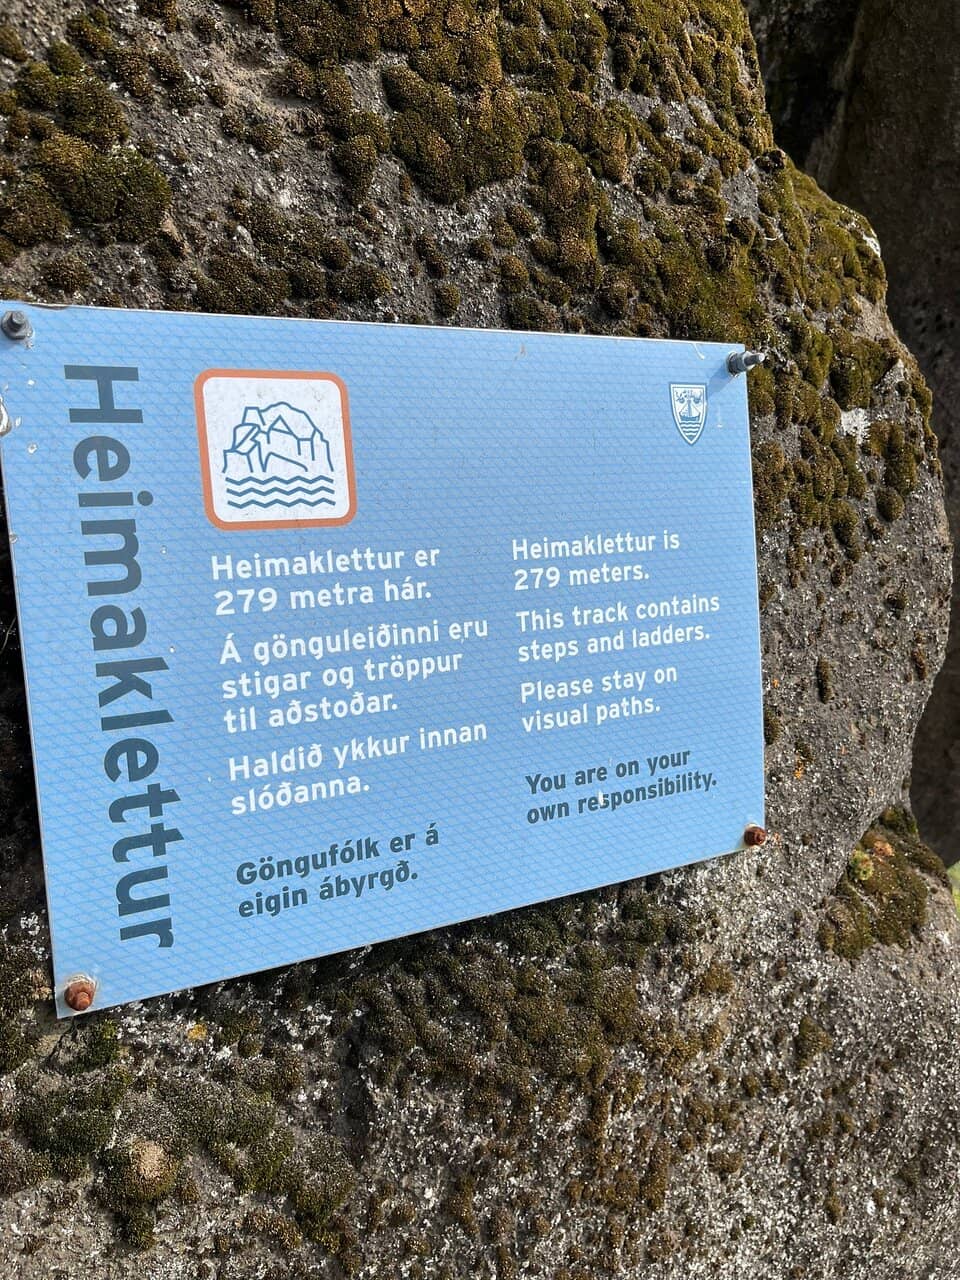 Heimaklettur
Heimaklettur er
279 metra hár.
Á gönguleiðinni eru
stigar og tröppur
til aðstoðar.
Haldið ykkur innan
slóðanna.
Göngufólk er á
eigin ábyrgð.
Heimaklettur is
279 meters.
This track contains
steps and ladders.
Please stay on
visual paths.
You are on your
own responsibility.